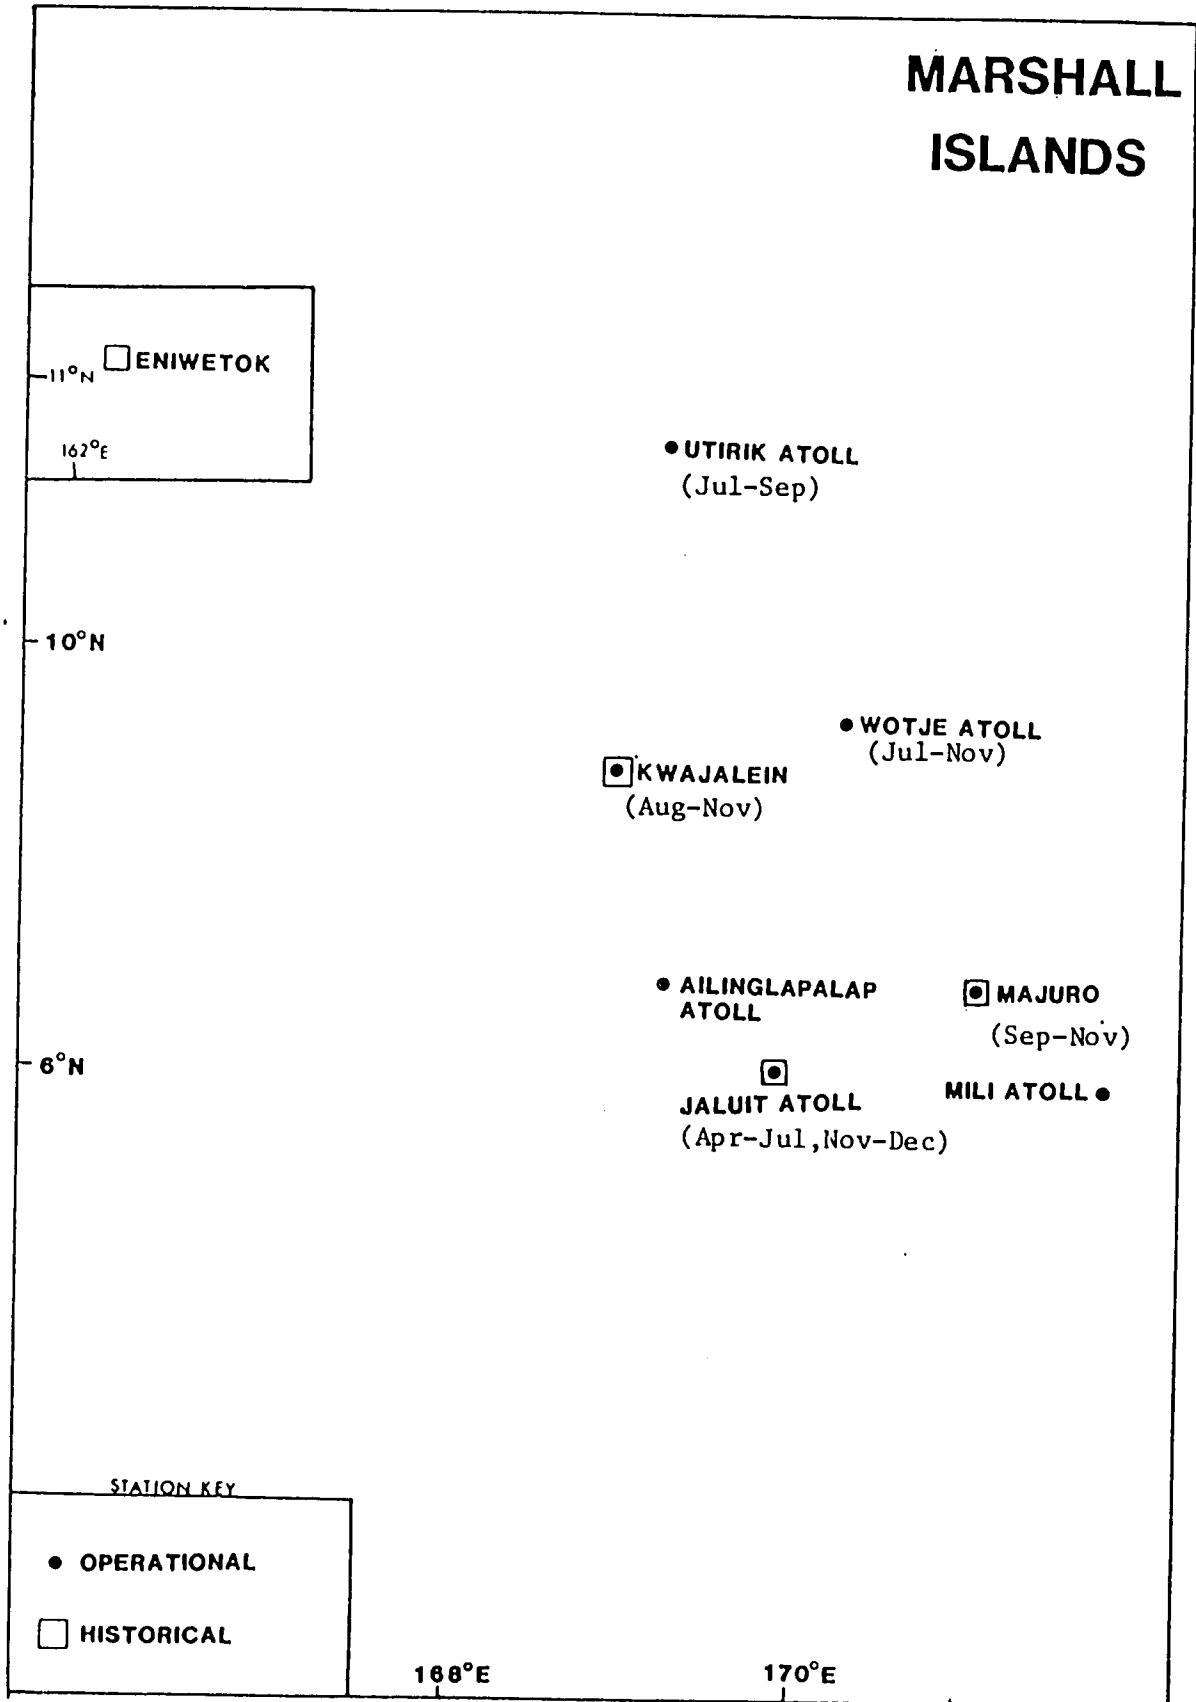 MARSHALL
ISLANDS
ENIWETOK
11°N
162°E
UTIRIK ATOLL
(Jul-Sep)
10°N
WOTJE ATOLL
(Jul-Nov)
KWAJALEIN
(Aug-Nov)
AILINGLAPALAP
ATOLL
MAJURO
(Sep-Nov)
6°N
JALUIT ATOLL
(Apr-Jul,Nov-Dec)
MILI ATOLL
STATION KEY
OPERATIONAL
HISTORICAL
168°E
170°E